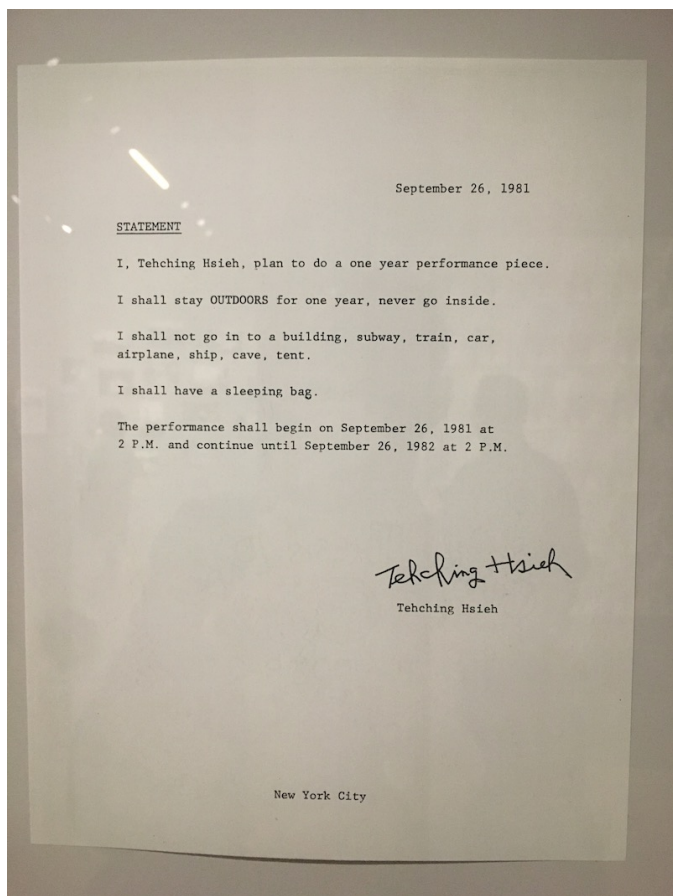 September 26, 1981
STATEMENT
I, Tehching Hsieh, plan to do a one year performance piece.
I shall stay OUTDOORS for one year, never go inside.
I shall not go in to a building, subway, train, car,
airplane, ship, cave, tent.
I shall have a sleeping bag.
The performance shall begin on September 26, 1981 at
2 P.M. and continue until September 26, 1982 at 2 P.M.
Tehching Hsieh
Tehching Hsieh
New York City